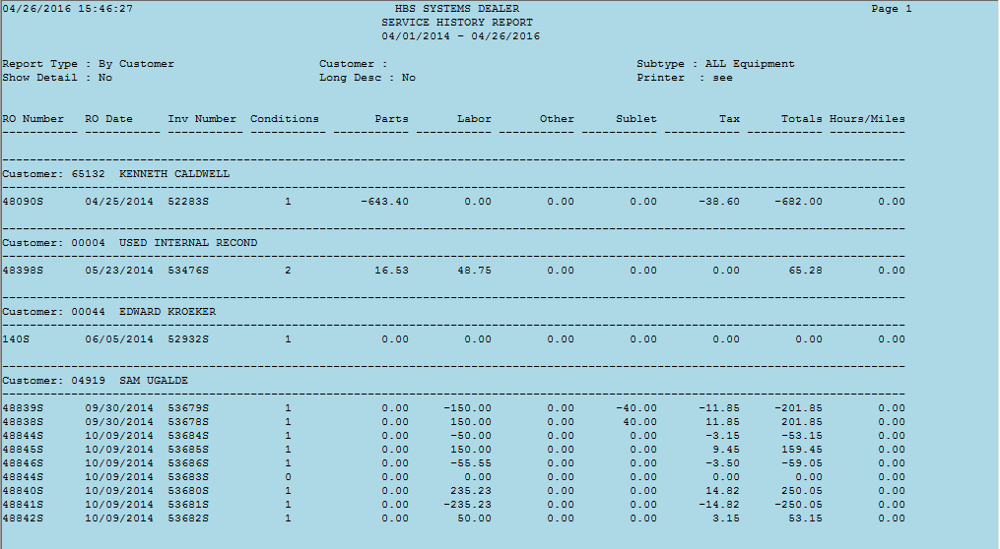 04/26/2016 15:46:27 HBS SYSTEMS DEALER Page 1
SERVICE HISTORY REPORT
04/01/2014 - 04/26/2016
Report Type : By Customer Customer : Subtype : ALL Equipment
Show Detail : No Long Desc : No Printer : see
RO Number RO Date Inv Number Conditions Parts Labor Other Sublet Tax Totals Hours/Miles
Customer: 65132 KENNETH CALDWELL
48090S 04/25/2014 52283S 1 -643.40 0.00 0.00 0.00 -38.60 -682.00 0.00
Customer: 00004 USED INTERNAL RECOND
48398S 05/23/2014 53476S 2 16.53 48.75 0.00 0.00 0.00 65.28 0.00
Customer: 00044 EDWARD KROEKER
140S 06/05/2014 52932S 1 0.00 0.00 0.00 0.00 0.00 0.00 0.00
Customer: 04919 SAM UGALDE
48839S 09/30/2014 53679S 1 0.00 -150.00 0.00 -40.00 -11.85 -201.85 0.00
48838S 09/30/2014 53678S 1 0.00 150.00 0.00 40.00 11.85 201.85 0.00
48844S 10/09/2014 53684S 1 0.00 -50.00 0.00 0.00 -3.15 -53.15 0.00
48845S 10/09/2014 53685S 1 0.00 150.00 0.00 0.00 9.45 159.45 0.00
48846S 10/09/2014 53686S 1 0.00 -55.55 0.00 0.00 -3.50 -59.05 0.00
48844S 10/09/2014 53683S 0 0.00 0.00 0.00 0.00 0.00 0.00 0.00
48840S 10/09/2014 53680S 1 0.00 235.23 0.00 0.00 14.82 250.05 0.00
48841S 10/09/2014 53681S 1 0.00 -235.23 0.00 0.00 -14.82 -250.05 0.00
48842S 10/09/2014 53682S 1 0.00 50.00 0.00 0.00 3.15 53.15 0.00